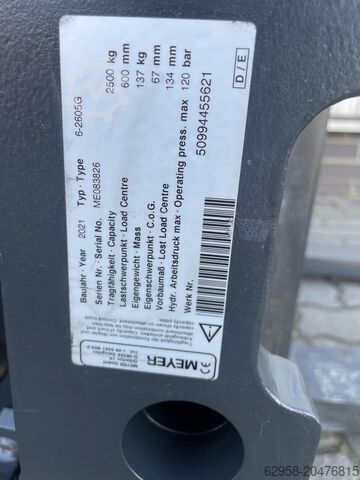 Baujahr · Year 2021 Typ · Type 6-2605G
Serien Nr. · Serial No. ME083826
Tragfähigkeit · Capacity 2500 kg
Lastschwerpunkt · Load Centre 600 mm
Eigengewicht · Mass 137 kg
Eigenschwerpunkt · C.o.G. 67 mm
Vorbaumaß · Lost Load Centre 134 mm
Hydr. Arbeitsdruck max · Operating press. max 120 bar
Werk Nr. 50994455621
D / E
MEYER
MEYER GmbH
62958-20476815